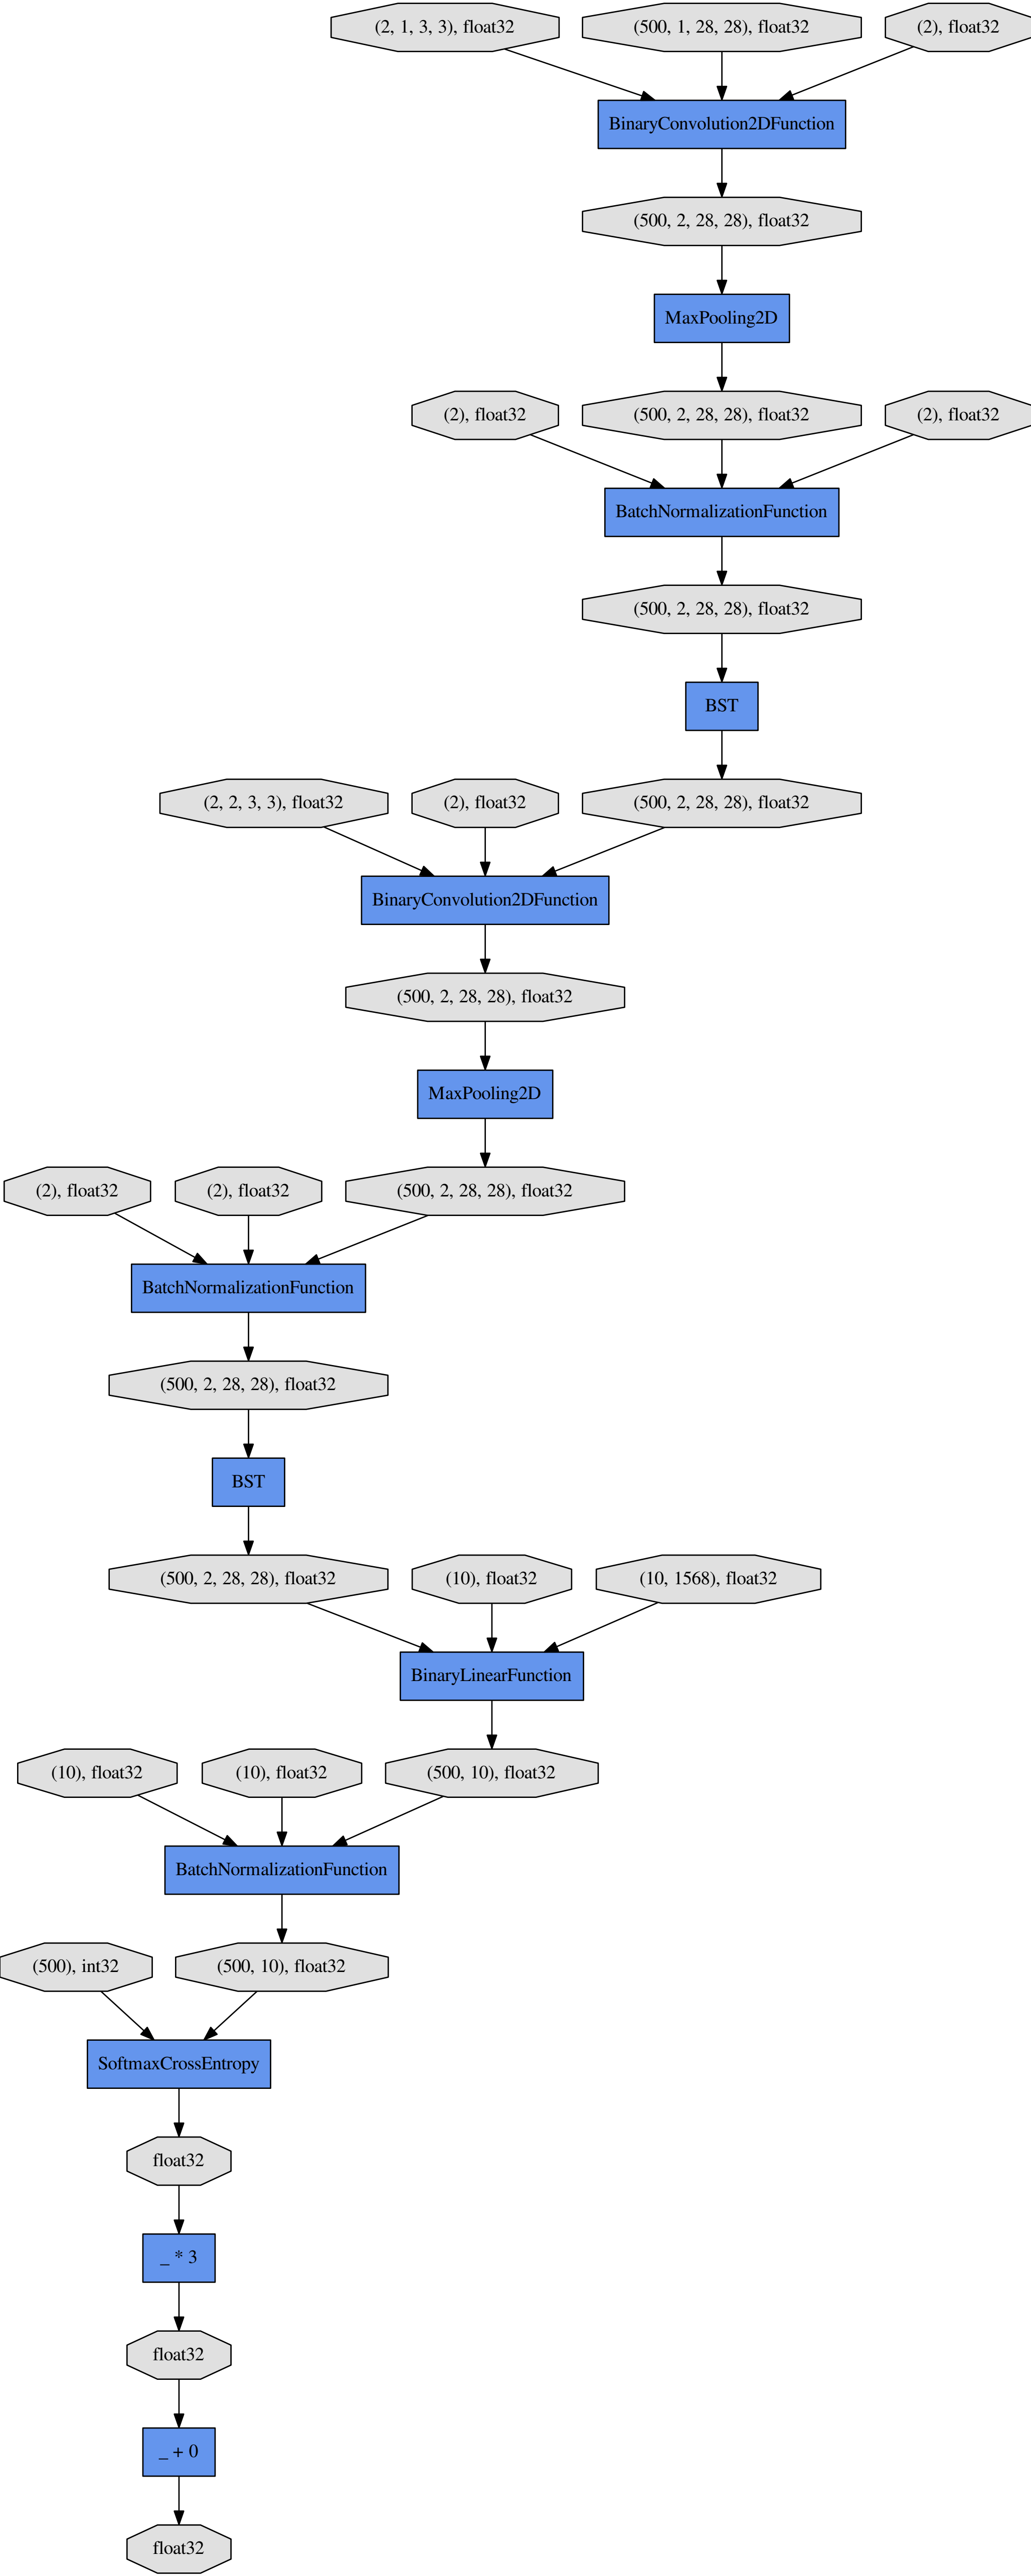 (2, 1, 3, 3), float32
(500, 1, 28, 28), float32
(2), float32
BinaryConvolution2DFunction
(500, 2, 28, 28), float32
MaxPooling2D
(2), float32
(500, 2, 28, 28), float32
(2), float32
BatchNormalizationFunction
(500, 2, 28, 28), float32
BST
(2, 2, 3, 3), float32
(2), float32
(500, 2, 28, 28), float32
BinaryConvolution2DFunction
(500, 2, 28, 28), float32
MaxPooling2D
(2), float32
(2), float32
(500, 2, 28, 28), float32
BatchNormalizationFunction
(500, 2, 28, 28), float32
BST
(500, 2, 28, 28), float32
(10), float32
(10, 1568), float32
BinaryLinearFunction
(10), float32
(10), float32
(500, 10), float32
BatchNormalizationFunction
(500), int32
(500, 10), float32
SoftmaxCrossEntropy
float32
_ * 3
float32
_ + 0
float32